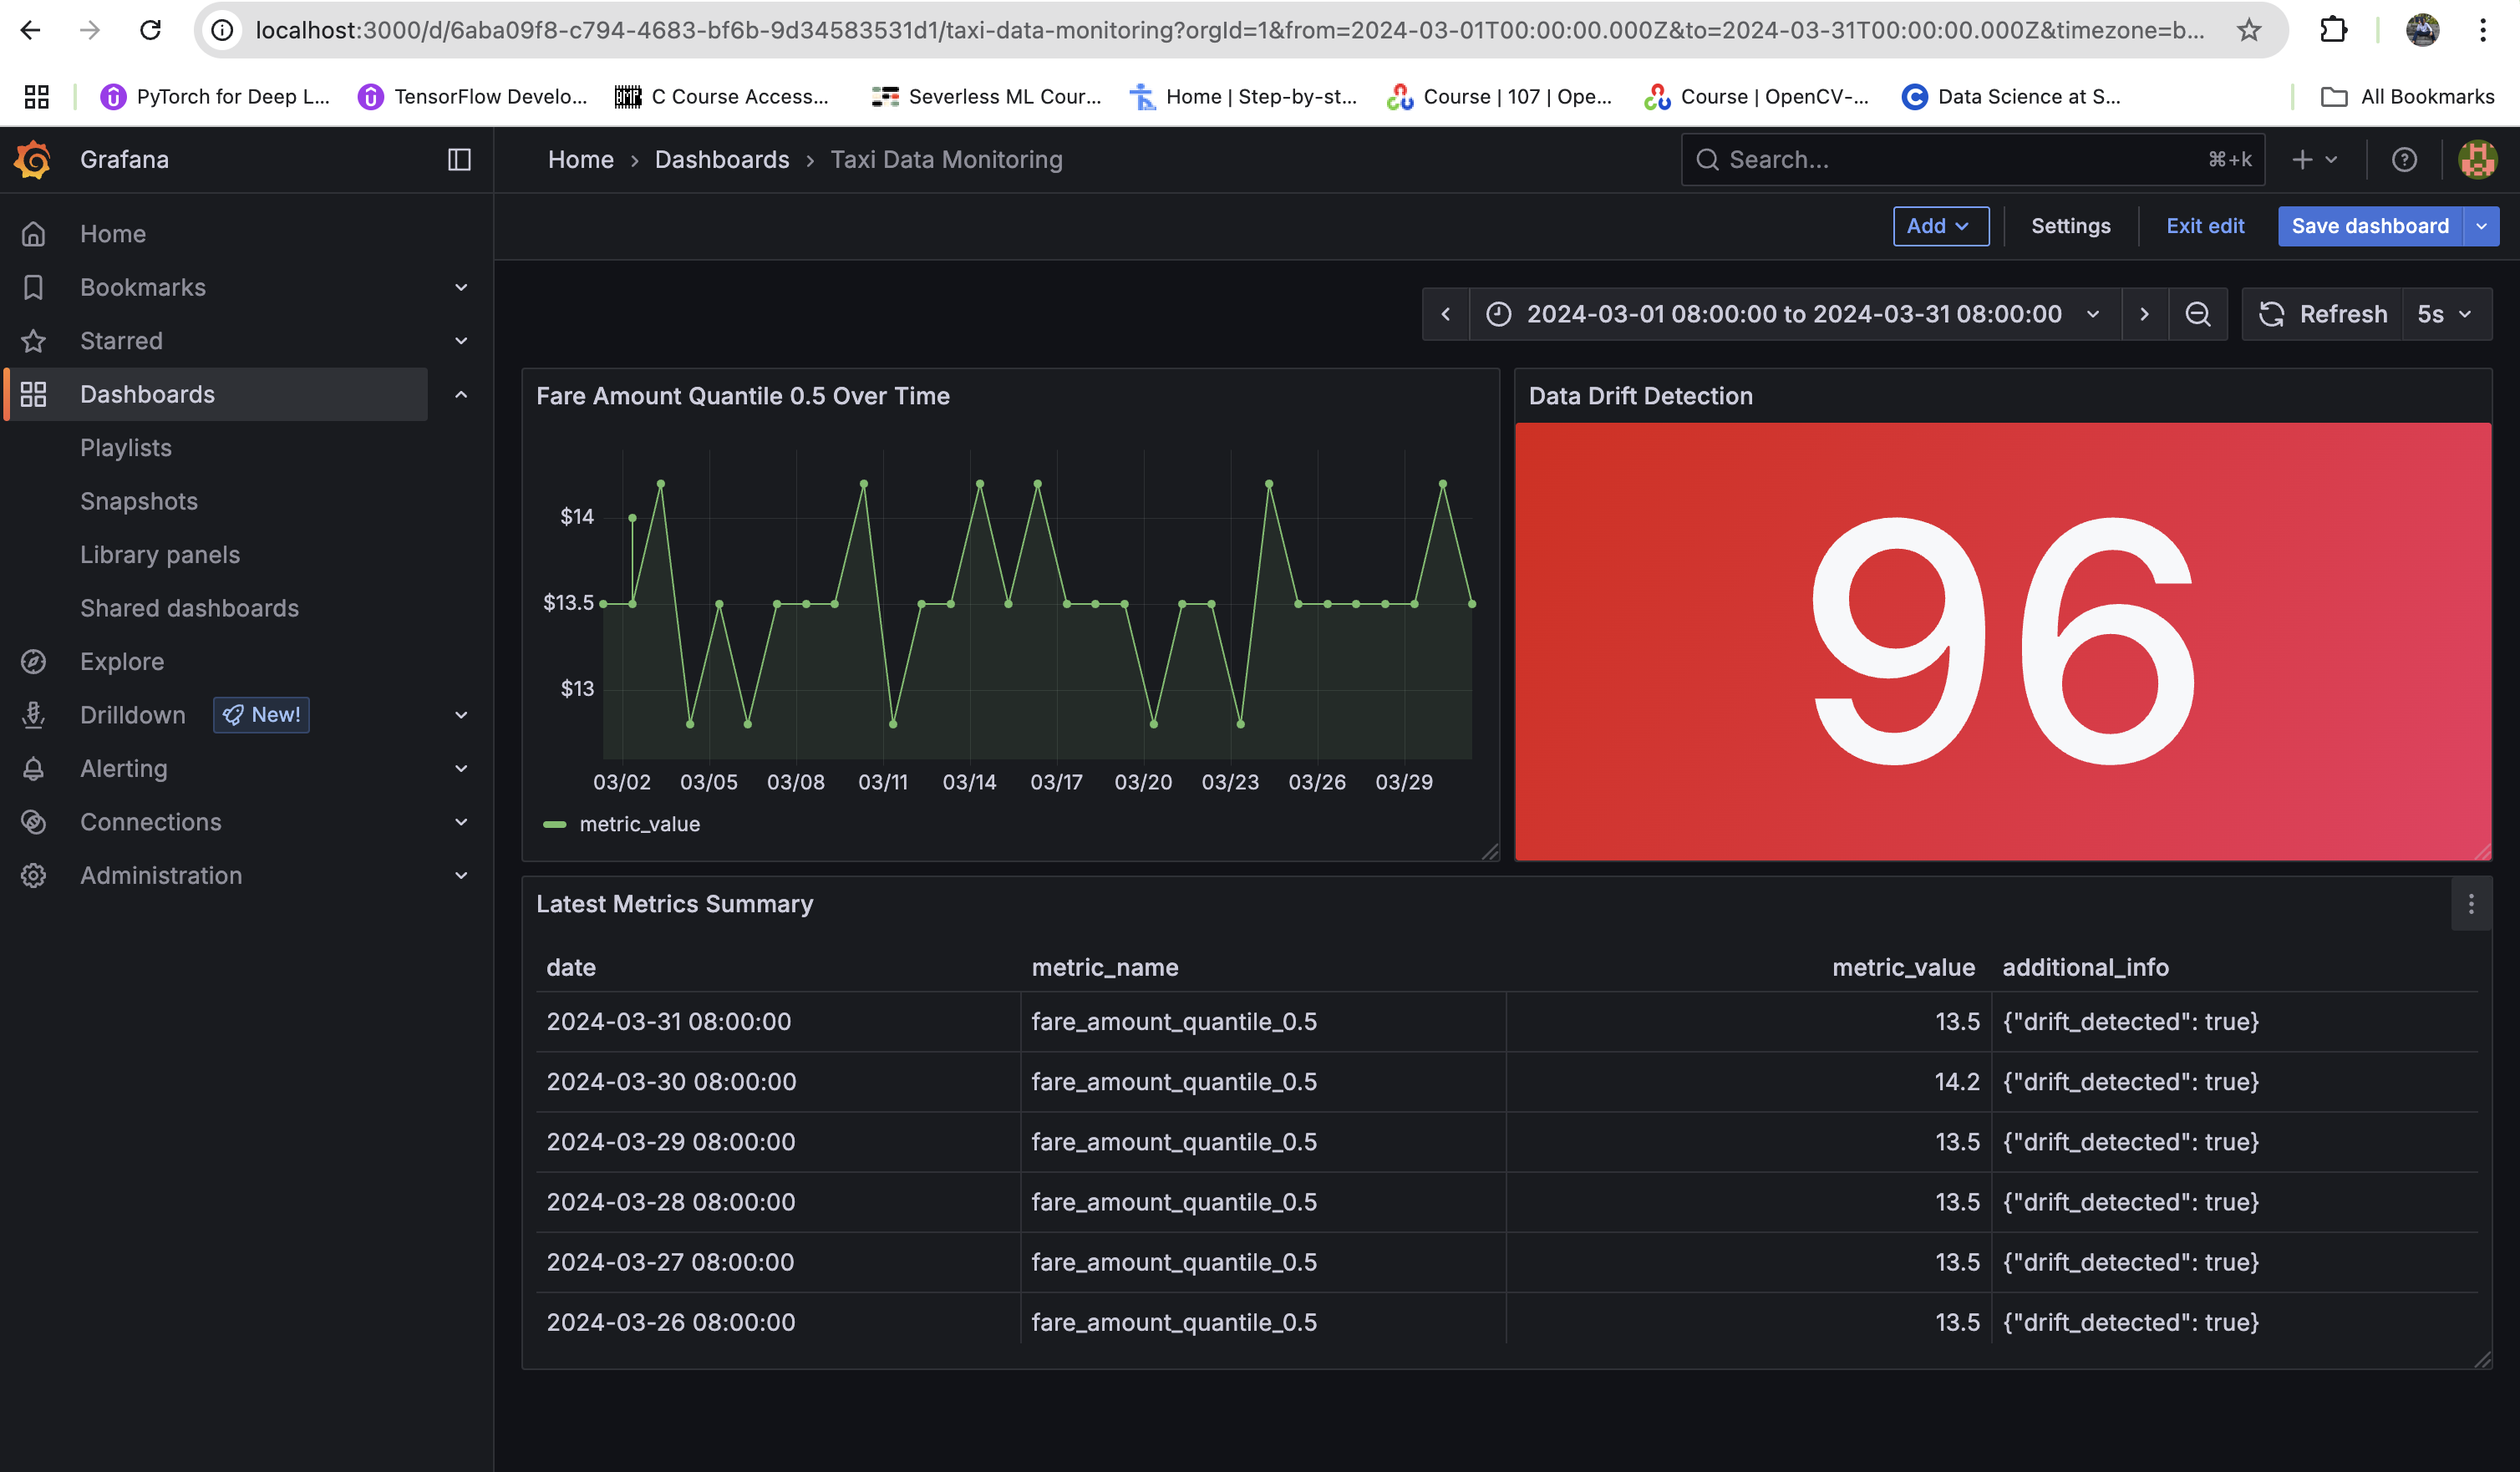 localhost:3000/d/6aba09f8-c794-4683-bf6b-9d34583531d1/taxi-data-monitoring?orgId=1&from=2024-03-01T00:00:00.000Z&to=2024-03-31T00:00:00.000Z&timezone=b...
PyTorch for Deep L... TensorFlow Develo... C Course Access... Severless ML Cour... Home | Step-by-st... Course | 107 | Ope... Course | OpenCV-... Data Science at S... All Bookmarks
Grafana
Home › Dashboards › Taxi Data Monitoring
Search... ⌘+k
Add Settings Exit edit Save dashboard
Home
Bookmarks
Starred
Dashboards
Playlists
Snapshots
Library panels
Shared dashboards
Explore
Drilldown New!
Alerting
Connections
Administration
2024-03-01 08:00:00 to 2024-03-31 08:00:00 Refresh 5s
Fare Amount Quantile 0.5 Over Time
$14
$13.5
$13
03/02 03/05 03/08 03/11 03/14 03/17 03/20 03/23 03/26 03/29
metric_value
Data Drift Detection
96
Latest Metrics Summary
date metric_name metric_value additional_info
2024-03-31 08:00:00 fare_amount_quantile_0.5 13.5 {"drift_detected": true}
2024-03-30 08:00:00 fare_amount_quantile_0.5 14.2 {"drift_detected": true}
2024-03-29 08:00:00 fare_amount_quantile_0.5 13.5 {"drift_detected": true}
2024-03-28 08:00:00 fare_amount_quantile_0.5 13.5 {"drift_detected": true}
2024-03-27 08:00:00 fare_amount_quantile_0.5 13.5 {"drift_detected": true}
2024-03-26 08:00:00 fare_amount_quantile_0.5 13.5 {"drift_detected": true}